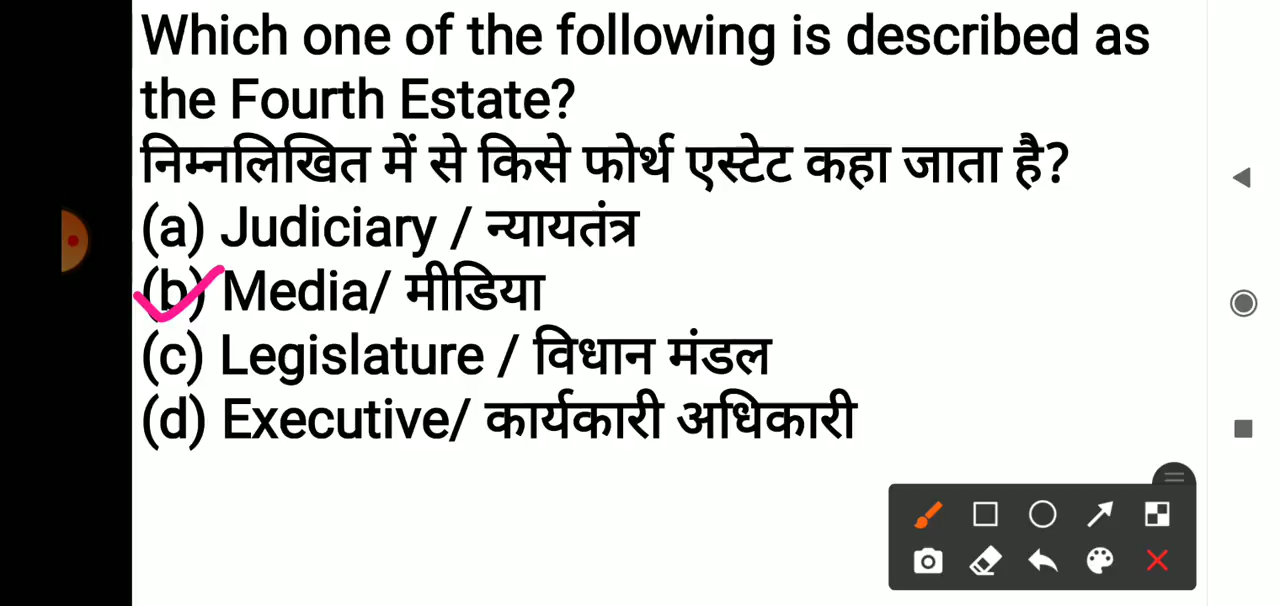 Which one of the following is described as
the Fourth Estate?
निम्नलिखित में से किसे फोर्थ एस्टेट कहा जाता है?
(a) Judiciary / न्यायतंत्र
(b) Media/ मीडिया
(c) Legislature / विधान मंडल
(d) Executive/ कार्यकारी अधिकारी